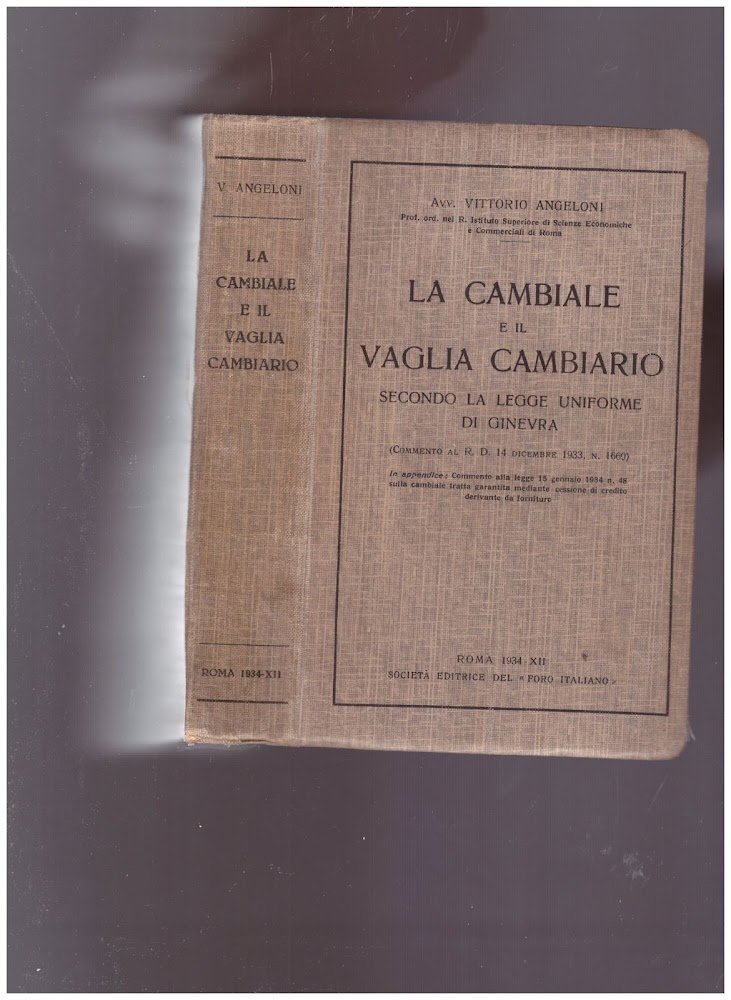 V. ANGELONI
LA
CAMBIALE
E IL
VAGLIA
CAMBIARIO
ROMA 1934-XII
Avv. VITTORIO ANGELONI
Prof. ord. nel R. Istituto Superiore di Scienze Economiche
e Commerciali di Roma
LA CAMBIALE
E IL
VAGLIA CAMBIARIO
SECONDO LA LEGGE UNIFORME
DI GINEVRA
(Commento al R. D. 14 dicembre 1933, n. 1669)
In appendice: Commento alla legge 15 gennaio 1934 n. 48
sulla cambiale tratta garantita mediante cessione di credito
derivante da forniture
ROMA 1934-XII
SOCIETÀ EDITRICE DEL « FORO ITALIANO »